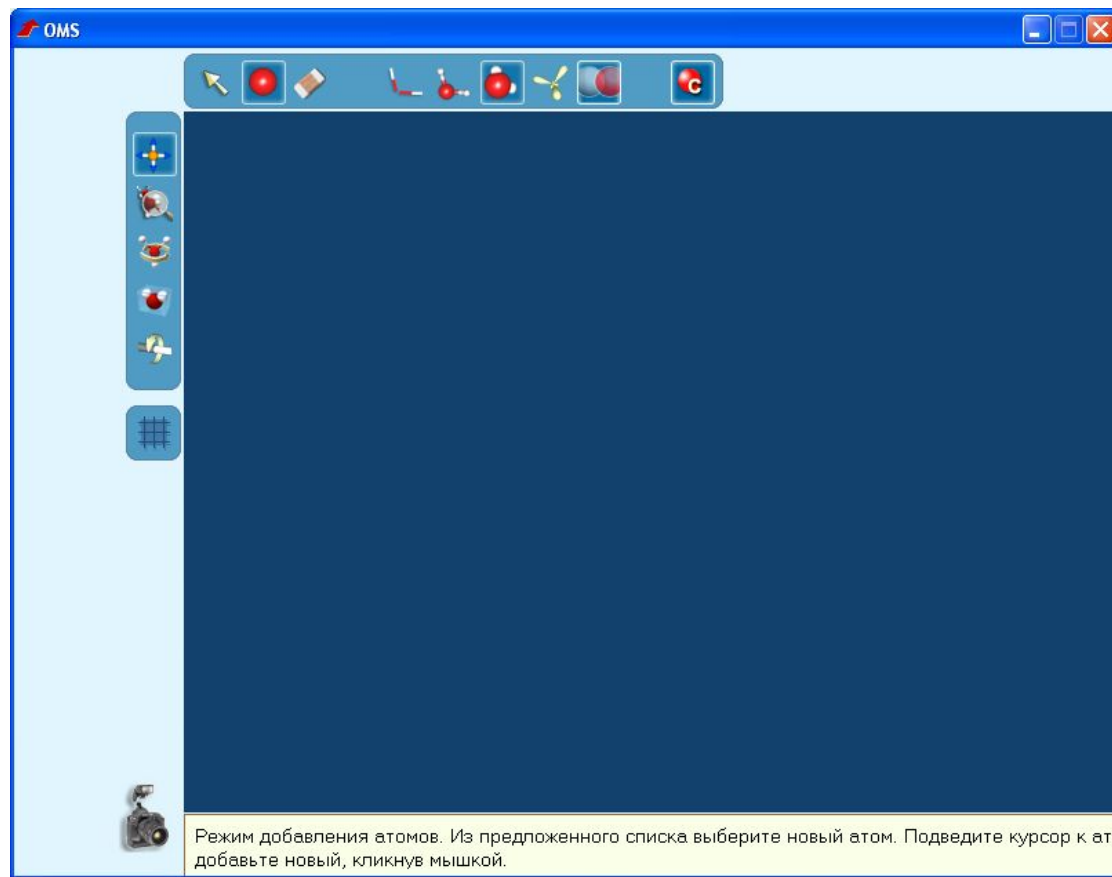 OMS
C
Режим добавления атомов. Из предложенного списка выберите новый атом. Подведите курсор к ат
добавьте новый, кликнув мышкой.